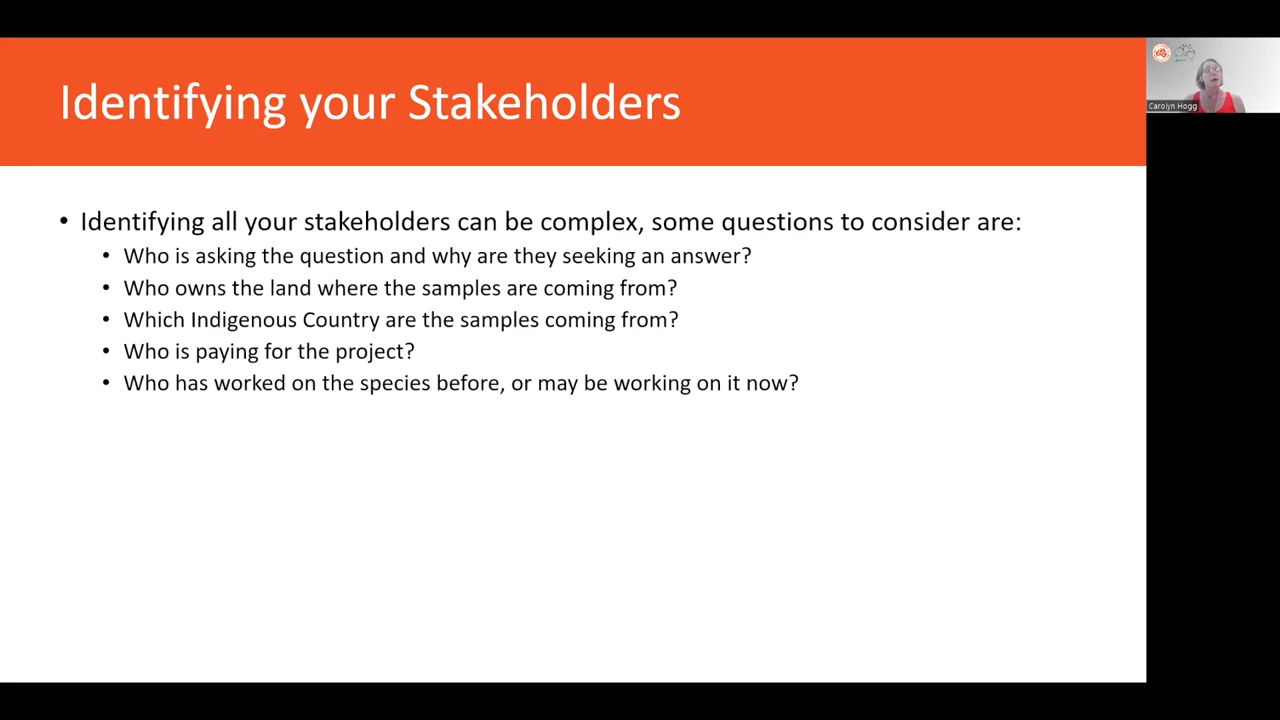 Identifying your Stakeholders
Carolyn Hogg
• Identifying all your stakeholders can be complex, some questions to consider are:
• Who is asking the question and why are they seeking an answer?
• Who owns the land where the samples are coming from?
• Which Indigenous Country are the samples coming from?
• Who is paying for the project?
• Who has worked on the species before, or may be working on it now?